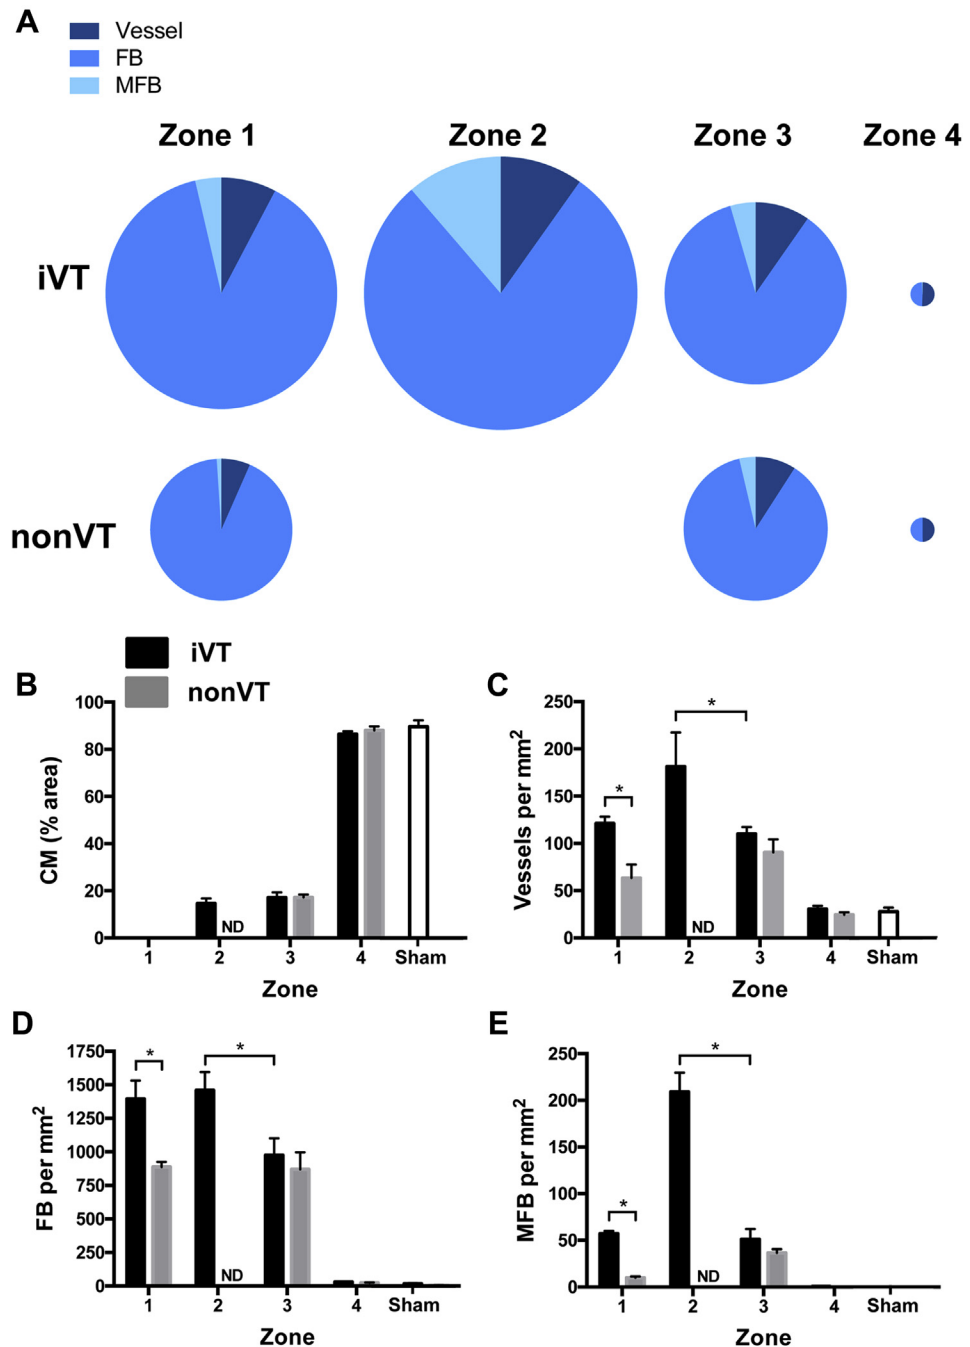 A
Vessel
FB
MFB
Zone 1 Zone 2 Zone 3 Zone 4
iVT
nonVT
iVT
nonVT
B
CM (% area)
100
80
60
40
20
0
ND
1 2 3 4 Sham
Zone
C
Vessels per mm2
250
200
150
100
50
0
*
*
ND
1 2 3 4 Sham
Zone
D
FB per mm2
1750
1500
1250
1000
750
500
250
0
*
*
ND
1 2 3 4 Sham
Zone
E
MFB per mm2
250
200
150
100
50
0
*
*
ND
1 2 3 4 Sham
Zone